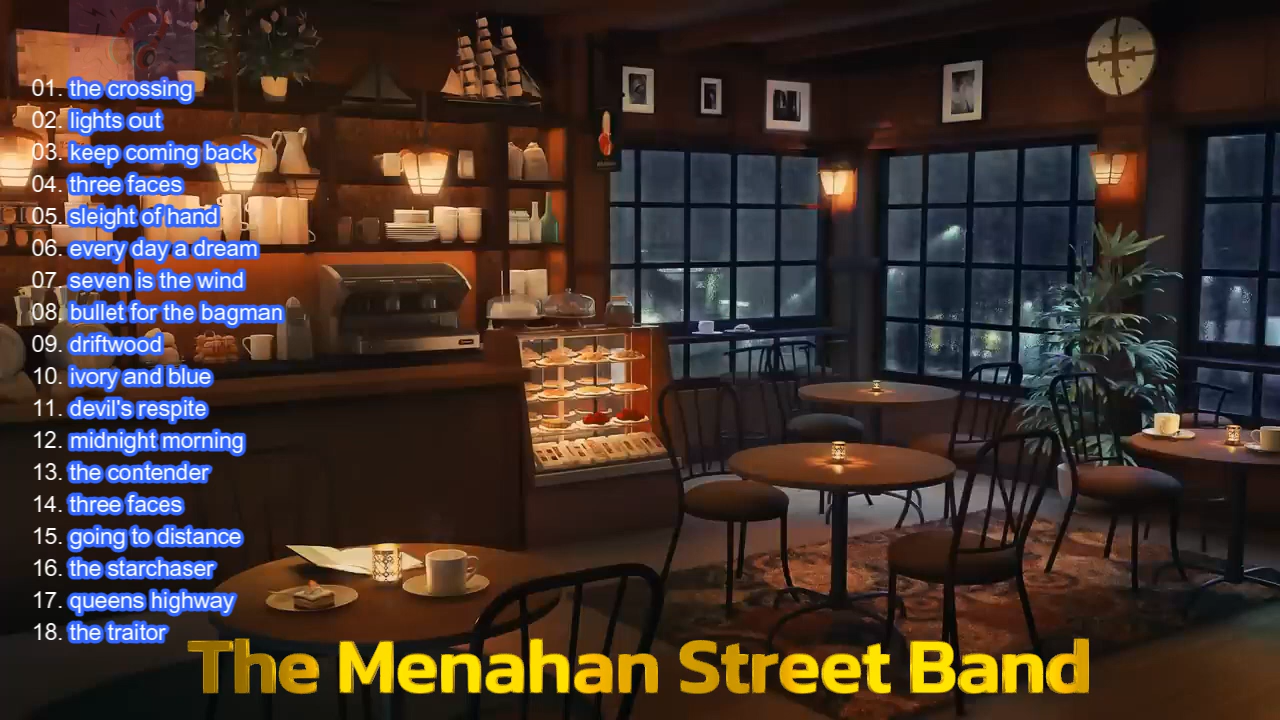 01. the crossing
02. lights out
03. keep coming back
04. three faces
05. sleight of hand
06. every day a dream
07. seven is the wind
08. bullet for the bagman
09. driftwood
10. ivory and blue
11. devil's respite
12. midnight morning
13. the contender
14. three faces
15. going to distance
16. the starchaser
17. queens highway
18. the traitor
The Menahan Street Band